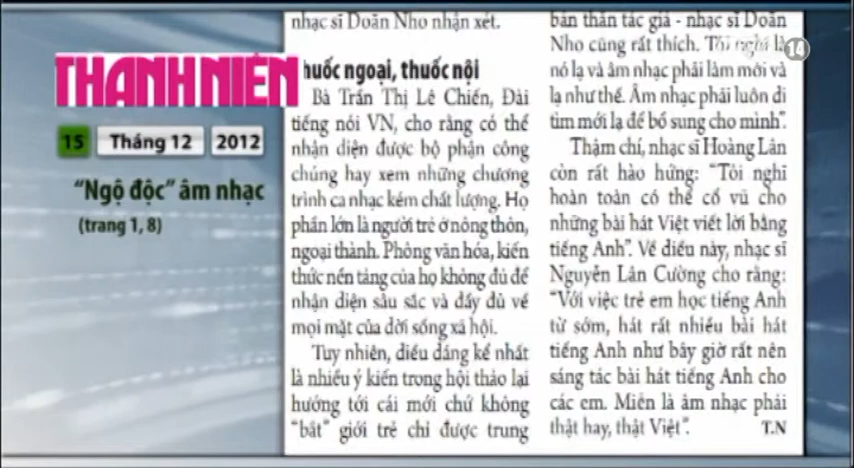 THANH NIÊN
15 Tháng 12 2012
“Ngộ độc” âm nhạc
(trang 1, 8)
nhạc sĩ Doãn Nho nhận xét.
huốc ngoại, thuốc nội
Bà Trần Thị Lê Chiến, Đài
tiếng nói VN, cho rằng có thể
nhận diện được bộ phận công
chúng hay xem những chương
trình ca nhạc kém chất lượng. Họ
phần lớn là người trẻ ở nông thôn,
ngoại thành. Phông văn hóa, kiến
thức nền tảng của họ không đủ để
nhận diện sâu sắc và đầy đủ về
mọi mặt của đời sống xã hội.
Tuy nhiên, điều đáng kể nhất
là nhiều ý kiến trong hội thảo lại
hướng tới cái mới chứ không
“bắt” giới trẻ chỉ được trung
bản thân tác giả - nhạc sĩ Doãn
Nho cũng rất thích. Tôi nghĩ là
nó lạ và âm nhạc phải làm mới và
lạ như thế. Âm nhạc phải luôn đi
tìm mới lạ để bổ sung cho mình”.
Thậm chí, nhạc sĩ Hoàng Lân
còn rất hào hứng: “Tôi nghĩ
hoàn toàn có thể cổ vũ cho
những bài hát Việt viết lời bằng
tiếng Anh”. Về điều này, nhạc sĩ
Nguyễn Lân Cường cho rằng:
“Với việc trẻ em học tiếng Anh
từ sớm, hát rất nhiều bài hát
tiếng Anh như bây giờ rất nên
sáng tác bài hát tiếng Anh cho
các em. Miễn là âm nhạc phải
thật hay, thật Việt”. T.N
14